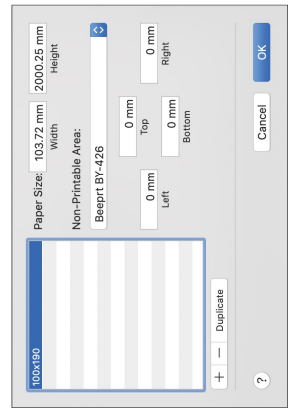 100x190
Paper Size: 103.72 mm 2000.25 mm
Width Height
Non-Printable Area:
Beeprt BY-426
0 mm
Top
0 mm 0 mm
Left Right
0 mm
Bottom
+ − Duplicate
? Cancel OK